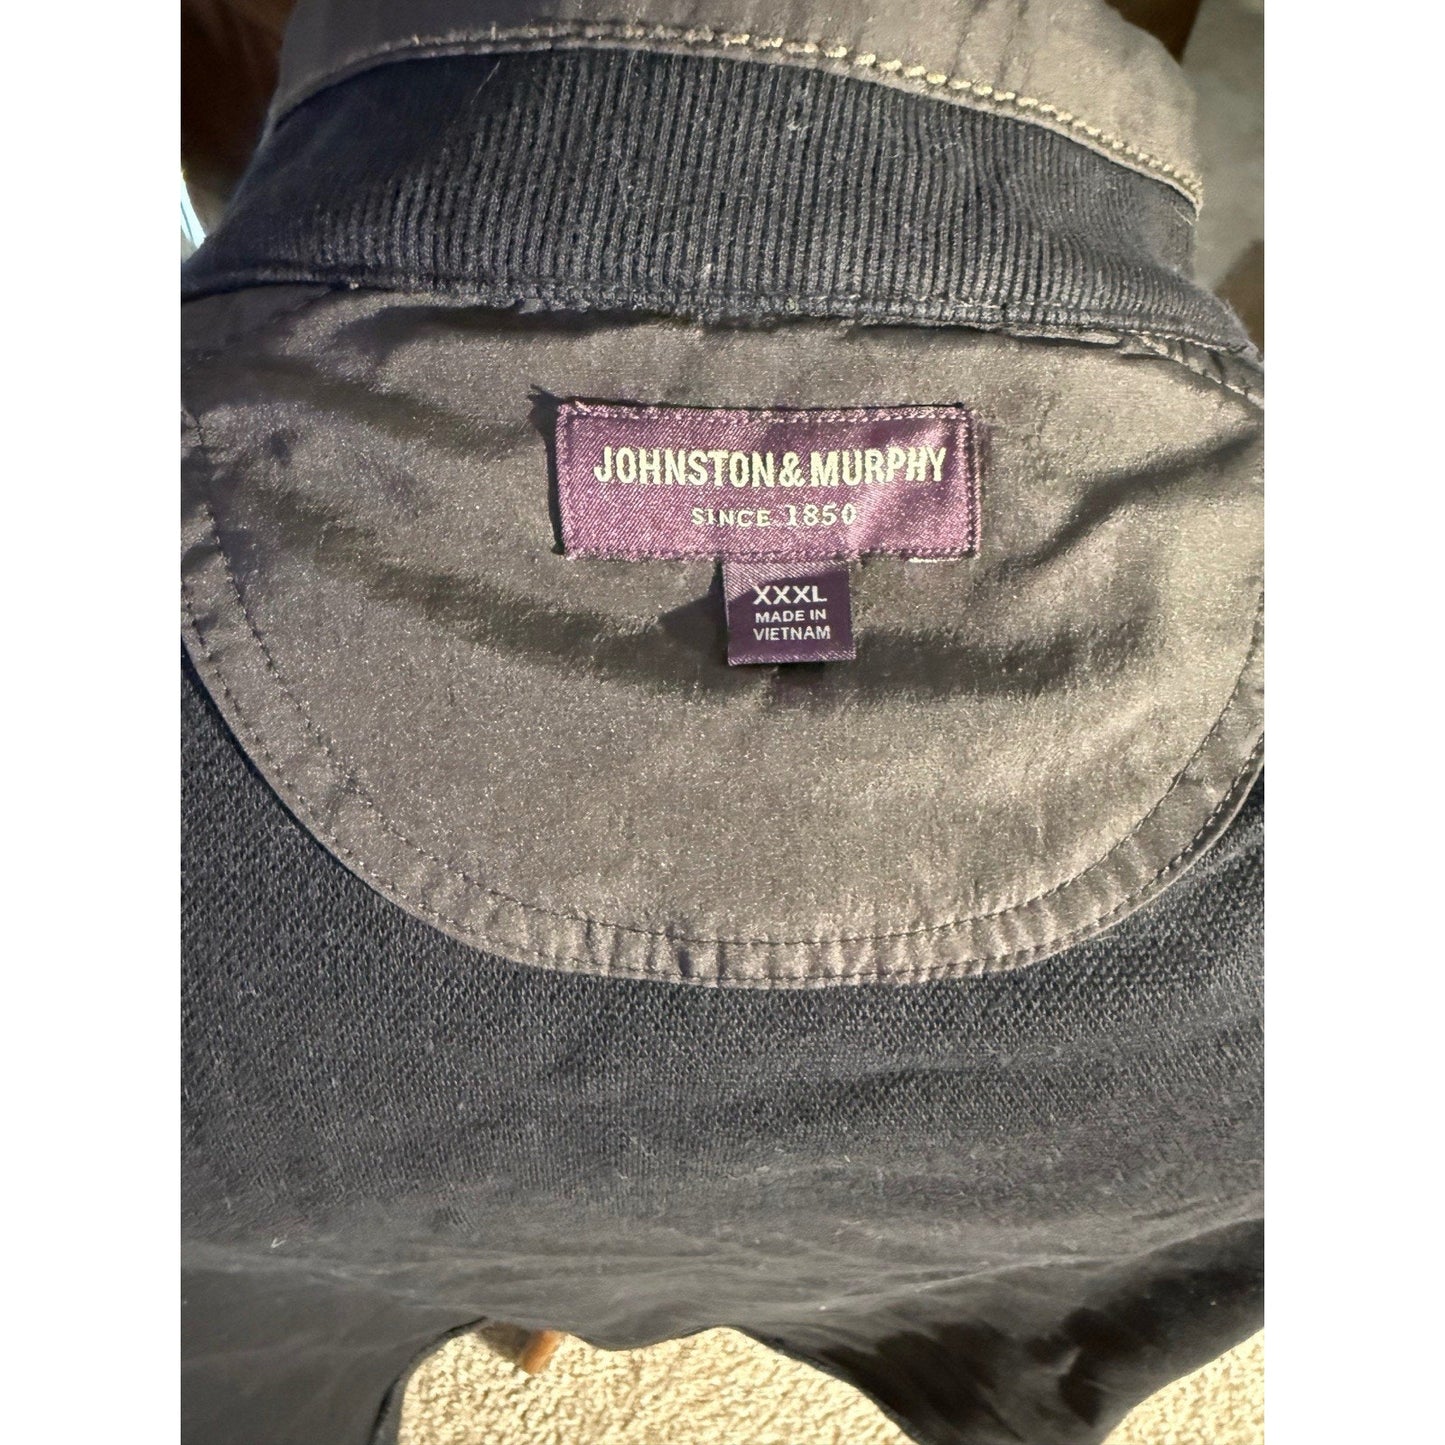 JOHNSTON & MURPHY
SINCE 1850
XXXL
MADE IN
VIETNAM